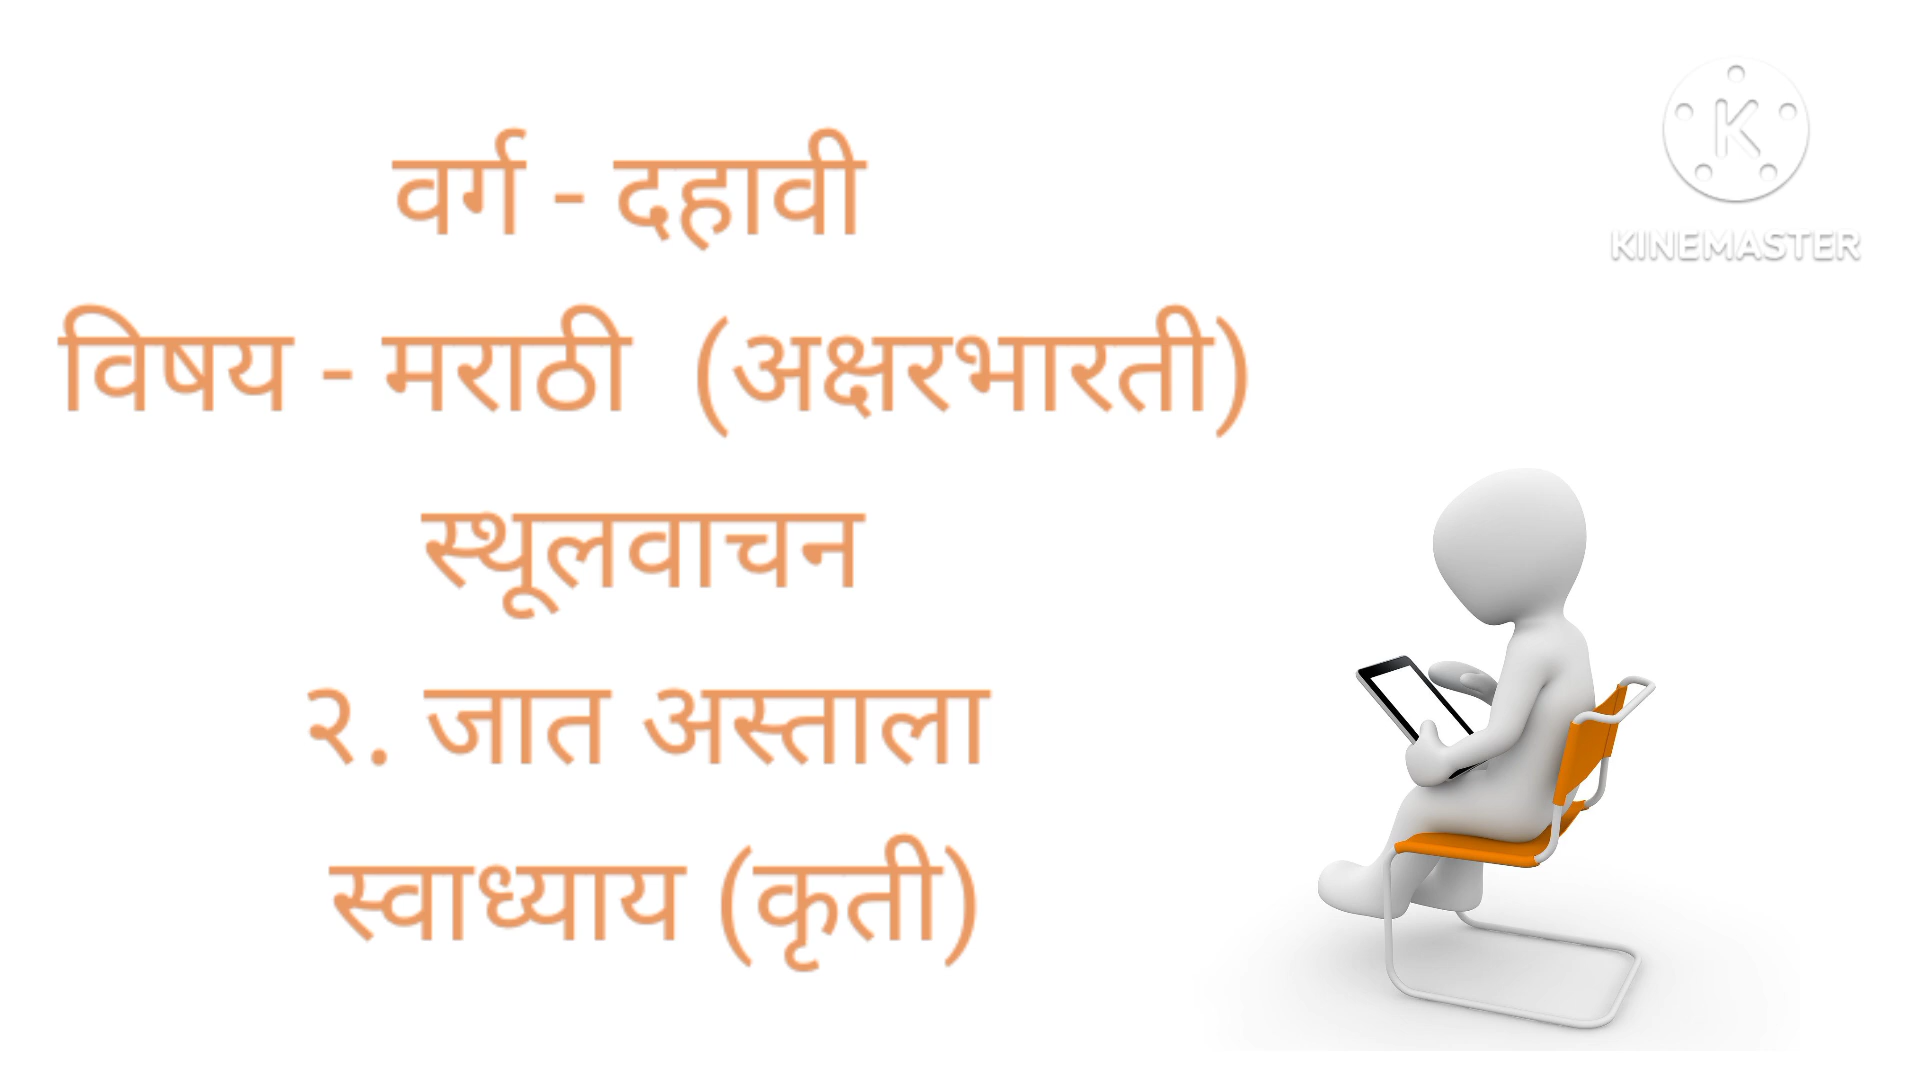 वर्ग - दहावी
विषय - मराठी (अक्षरभारती)
स्थूलवाचन
२. जात अस्ताला
स्वाध्याय (कृती)
K
KINEMASTER